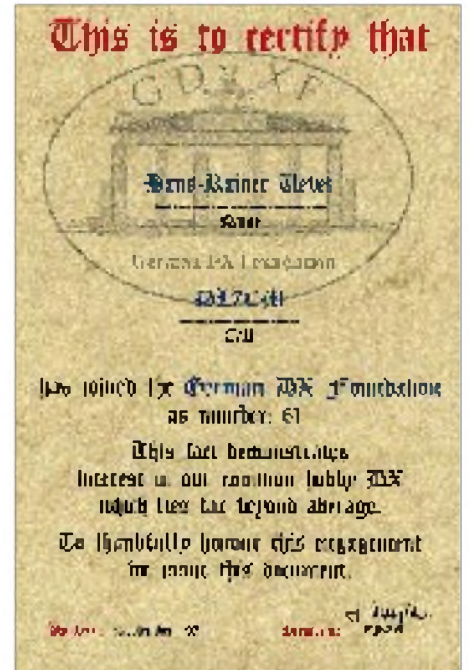 This is to certify that
GDXF
Hans-Rainer
Name
German DX Foundation
Call
has joined the German DX Foundation
as number: 61
This fact demonstrates
interest in our common hobby DX
which lies far beyond average.
To thankfully honour this engagement
we issue this document.